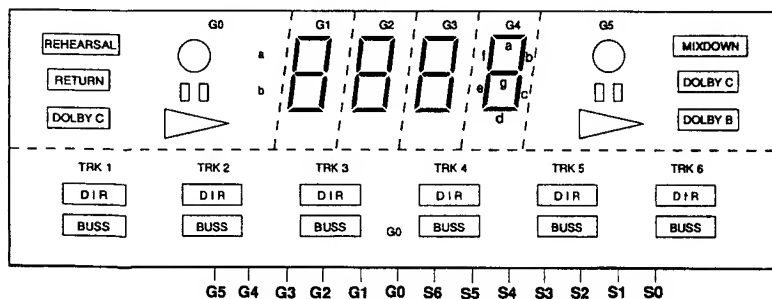 G0 G1 G2 G3 G4 G5
REHEARSAL a a f b MIXDOWN
RETURN b g e c DOLBY C
DOLBY C d DOLBY B
TRK 1 TRK 2 TRK 3 TRK 4 TRK 5 TRK 6
DIR DIR DIR DIR DIR DIR
BUSS BUSS BUSS G0 BUSS BUSS BUSS
G5 G4 G3 G2 G1 G0 S6 S5 S4 S3 S2 S1 S0